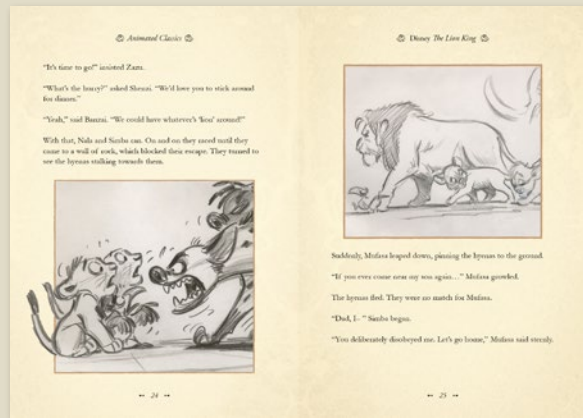 Animated Classics
“It’s time to go!” insisted Zazu.
“What’s the hurry?” asked Shenzi. “We’d love you to stick around
for dinner.”
“Yeah,” said Banzai. “We could have whatever’s ‘lion’ around!”
With that, Nala and Simba ran. On and on they raced until they
came to a wall of rock, which blocked their escape. They turned to
see the hyenas stalking towards them.
24
Disney The Lion King
Suddenly, Mufasa leaped down, pinning the hyenas to the ground.
“If you ever come near my son again…” Mufasa growled.
The hyenas fled. They were no match for Mufasa.
“Dad, I– ” Simba began.
“You deliberately disobeyed me. Let’s go home,” Mufasa said sternly.
25